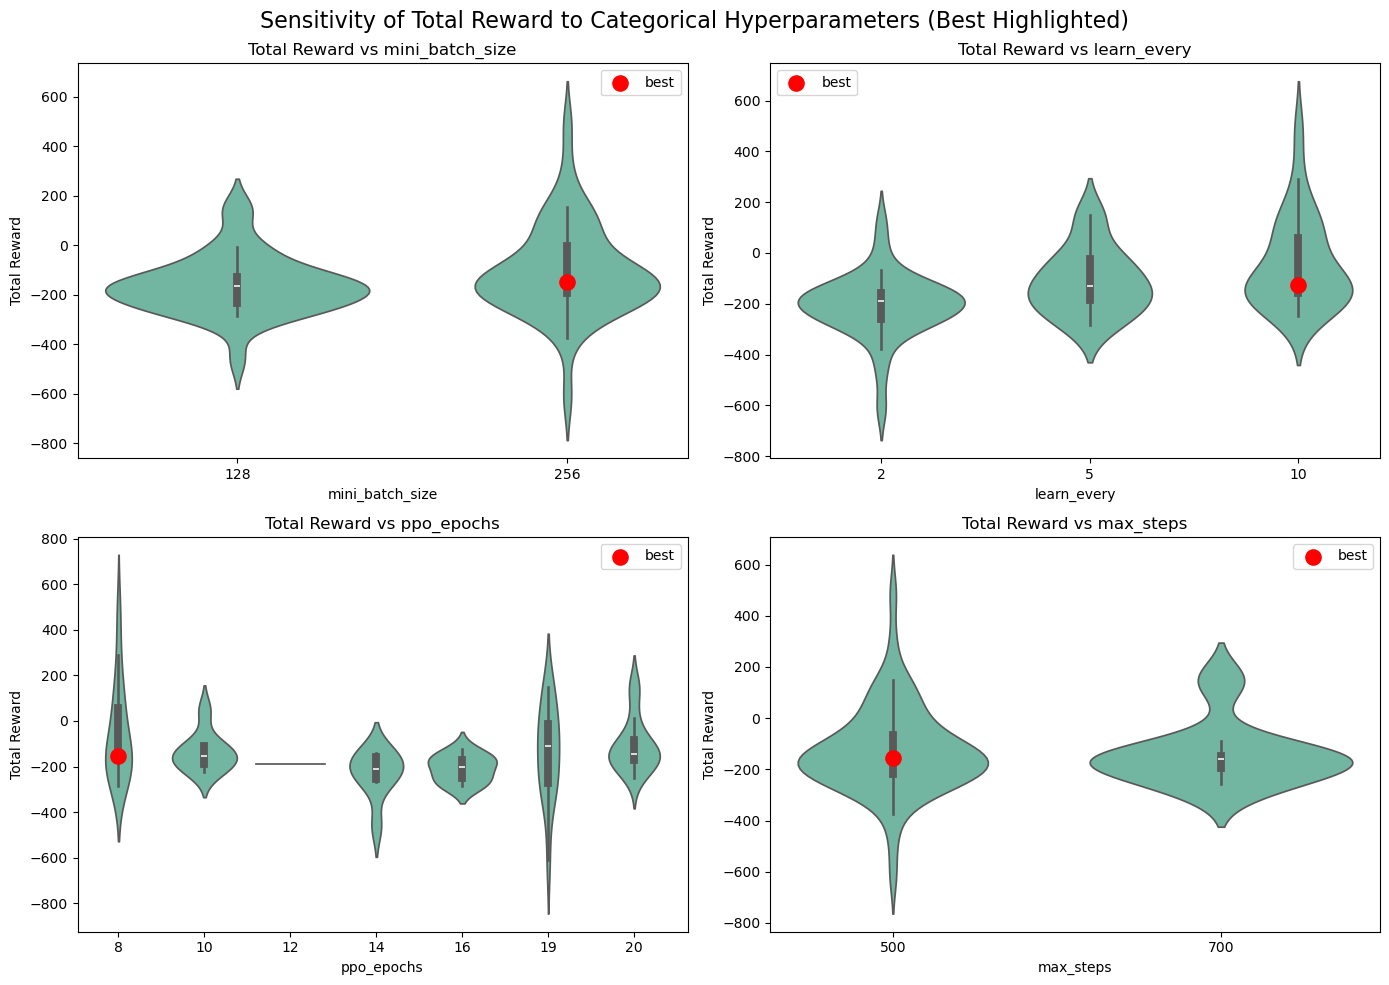 Sensitivity of Total Reward to Categorical Hyperparameters (Best Highlighted)
Total Reward vs mini_batch_size
best
600
400
200
0
−200
−400
−600
−800
Total Reward
128
256
mini_batch_size
Total Reward vs learn_every
best
600
400
200
0
−200
−400
−600
−800
Total Reward
2
5
10
learn_every
Total Reward vs ppo_epochs
best
800
600
400
200
0
−200
−400
−600
−800
Total Reward
8
10
12
14
16
19
20
ppo_epochs
Total Reward vs max_steps
best
600
400
200
0
−200
−400
−600
−800
Total Reward
500
700
max_steps